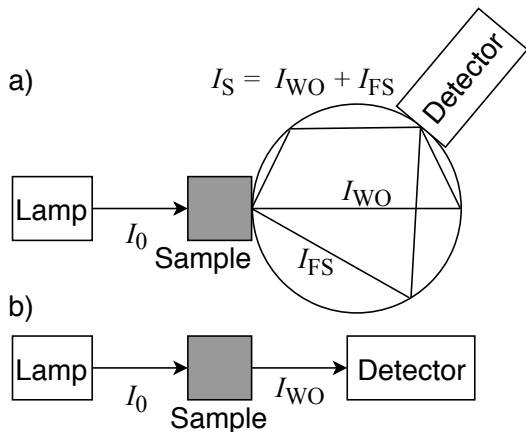 a)
I_S = I_WO + I_FS
Detector
Lamp
I_0
Sample
I_WO
I_FS
b)
Lamp
I_0
Sample
I_WO
Detector